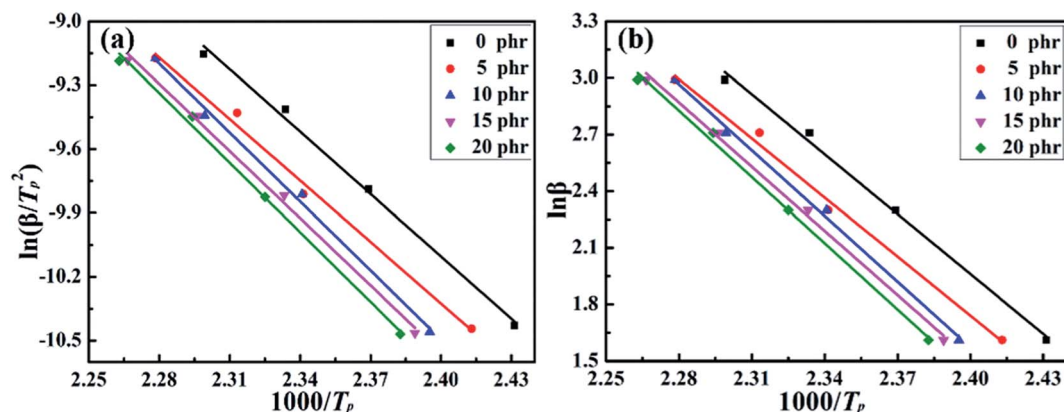 (a)
0 phr
5 phr
10 phr
15 phr
20 phr
-9.0
-9.3
-9.6
-9.9
-10.2
-10.5
ln(β/Tp²)
2.25 2.28 2.31 2.34 2.37 2.40 2.43
1000/Tp
(b)
0 phr
5 phr
10 phr
15 phr
20 phr
3.3
3.0
2.7
2.4
2.1
1.8
1.5
lnβ
2.25 2.28 2.31 2.34 2.37 2.40 2.43
1000/Tp